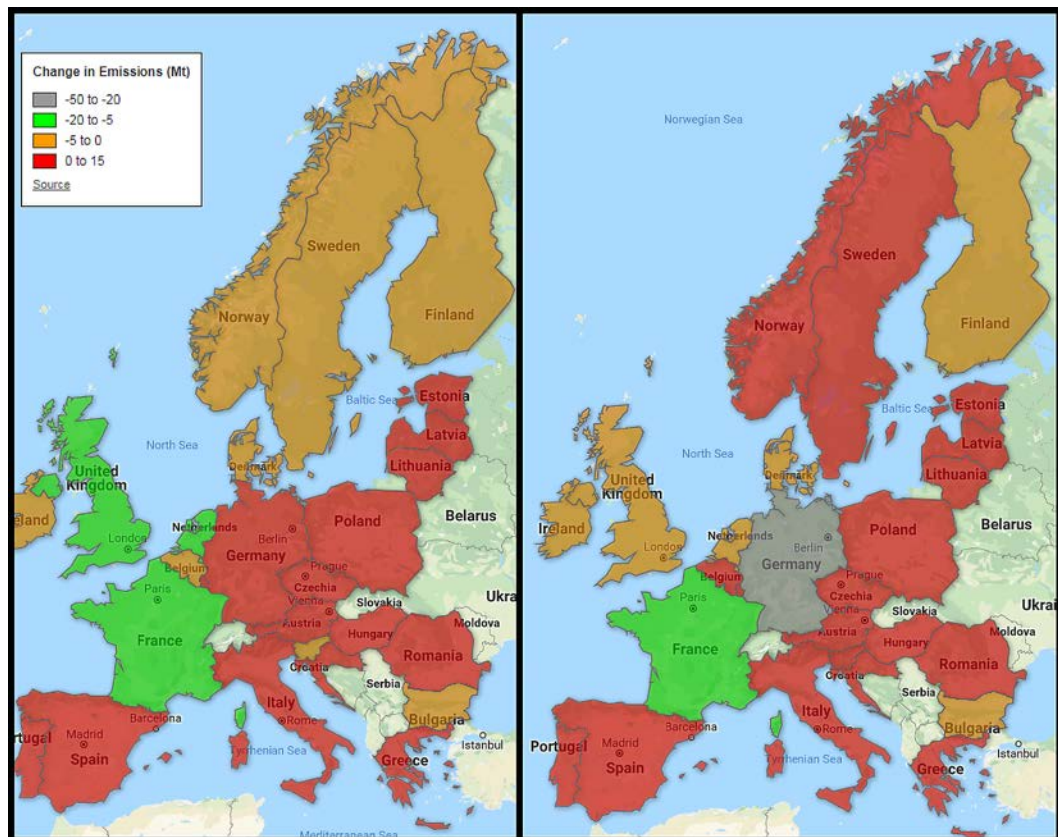 Change in Emissions (Mt)
-50 to -20
-20 to -5
-5 to 0
0 to 15
Source
Norway
Sweden
Finland
Estonia
Baltic Sea
Latvia
Lithuania
North Sea
Denmark
United
Kingdom
eland
London
Netherlands
Berlin
Poland
Belarus
Germany
Belgium
Prague
Czechia
Paris
Vienna
Slovakia
Ukra
Austria
Moldova
Hungary
France
Romania
Croatia
Serbia
Italy
Bulgaria
Rome
Barcelona
Istanbul
rtugal
Madrid
Tyrrhenian Sea
Spain
Greece
Mediterranean Sea
Norwegian Sea
Sweden
Norway
Finland
Estonia
Baltic Sea
Latvia
Lithuania
North Sea
Denmark
United
Kingdom
Ireland
London
Netherlands
Berlin
Poland
Belarus
Germany
Belgium
Prague
Czechia
Paris
Vienna
Slovakia
Ukrai
Austria
Moldova
Hungary
France
Romania
Croatia
Serbia
Italy
Bulgaria
Rome
Barcelona
Istanbul
Portugal
Madrid
Tyrrhenian Sea
Spain
Greece